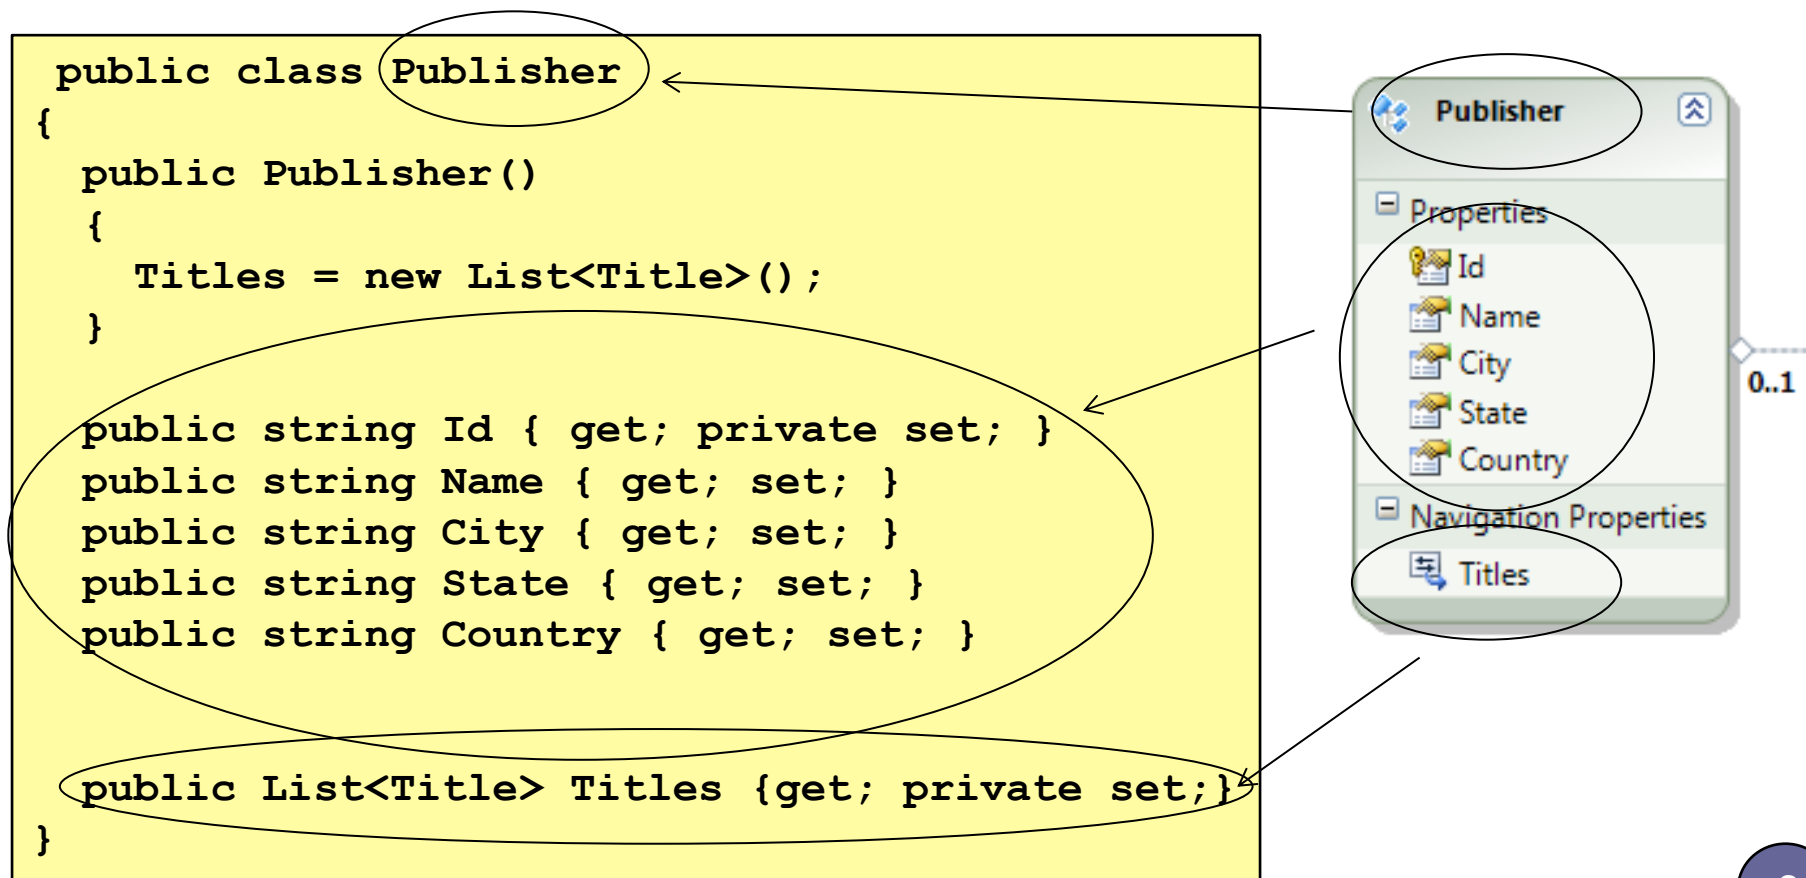 public class Publisher
{
public Publisher()
{
Titles = new List<Title>();
}
public string Id { get; private set; }
public string Name { get; set; }
public string City { get; set; }
public string State { get; set; }
public string Country { get; set; }
public List<Title> Titles {get; private set;}
}
Publisher
Properties
Id
Name
City
State
Country
Navigation Properties
Titles
0..1